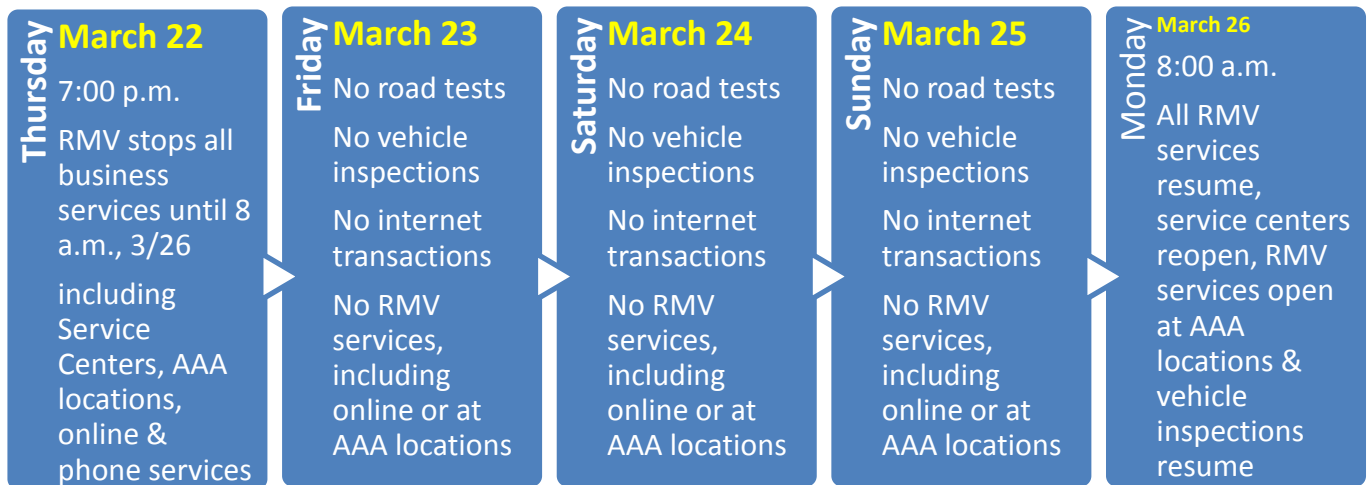 Thursday
March 22
7:00 p.m.
RMV stops all
business
services until 8
a.m., 3/26
including
Service
Centers, AAA
locations,
online &
phone services
Friday
March 23
No road tests
No vehicle
inspections
No internet
transactions
No RMV
services,
including
online or at
AAA locations
Saturday
March 24
No road tests
No vehicle
inspections
No internet
transactions
No RMV
services,
including
online or at
AAA locations
Sunday
March 25
No road tests
No vehicle
inspections
No internet
transactions
No RMV
services,
including
online or at
AAA locations
Monday
March 26
8:00 a.m.
All RMV
services
resume,
service centers
reopen, RMV
services open
at AAA
locations &
vehicle
inspections
resume